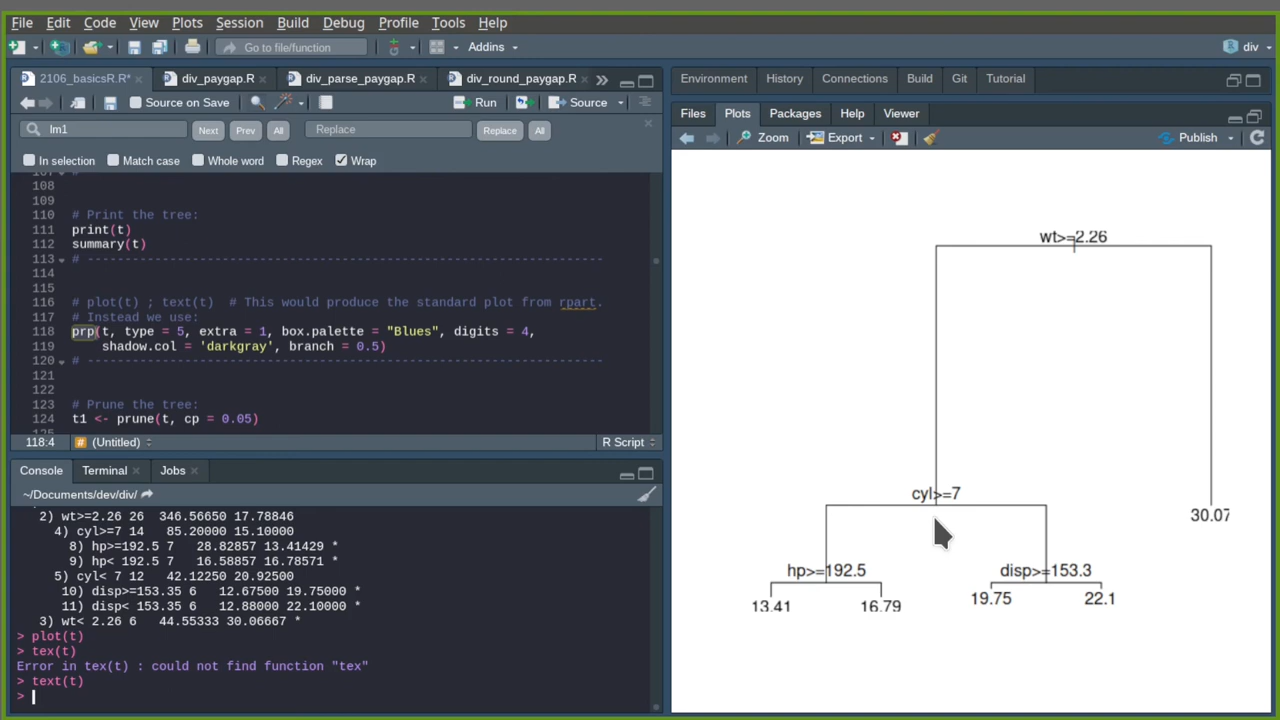 File Edit Code View Plots Session Build Debug Profile Tools Help
Go to file/function Addins div
2106_basicsR.R* div_paygap.R div_parse_paygap.R div_round_paygap.R
Source on Save Run Source
lm1 Next Prev All Replace Replace All
In selection Match case Whole word Regex Wrap
108
109
110 # Print the tree:
111 print(t)
112 summary(t)
113 # ---------------------------------------------------------------------
114
115
116 # plot(t) ; text(t)  # This would produce the standard plot from rpart.
117 # Instead we use:
118 prp(t, type = 5, extra = 1, box.palette = "Blues", digits = 4,
119     shadow.col = 'darkgray', branch = 0.5)
120 # ---------------------------------------------------------------------
121
122
123 # Prune the tree:
124 t1 <- prune(t, cp = 0.05)
118:4 # (Untitled) R Script
Console Terminal Jobs
~/Documents/dev/div/
2) wt>=2.26 26  346.56650 17.78846
4) cyl>=7 14   85.20000 15.10000
8) hp>=192.5 7   28.82857 13.41429 *
9) hp< 192.5 7   16.58857 16.78571 *
5) cyl< 7 12   42.12250 20.92500
10) disp>=153.35 6   12.67500 19.75000 *
11) disp< 153.35 6   12.88000 22.10000 *
3) wt< 2.26 6   44.55333 30.06667 *
> plot(t)
> tex(t)
Error in tex(t) : could not find function "tex"
> text(t)
>
Environment History Connections Build Git Tutorial
Files Plots Packages Help Viewer
Zoom Export Publish
wt>=2.26
cyl>=7
30.07
hp>=192.5 disp>=153.3
13.41 16.79 19.75 22.1